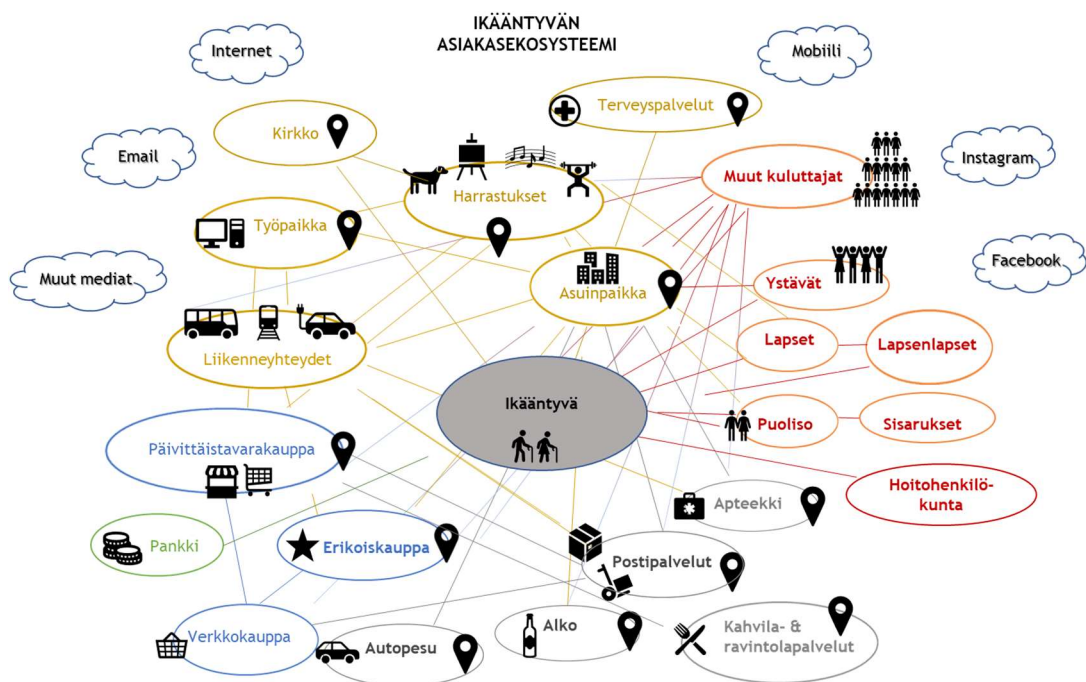 IKÄÄNTYVÄN
ASIAKASEKOSYSTEEMI
Internet
Mobiili
Terveyspalvelut
Kirkko
Email
Instagram
Muut kuluttajat
Harrastukset
Työpaikka
Facebook
Muut mediat
Ystävät
Asuinpaikka
Lapset
Lapsenlapset
Liikenneyhteydet
Ikääntyvä
Puoliso
Sisarukset
Päivittäistavarakauppa
Hoitohenkilö-
kunta
Apteekki
Pankki
Erikoiskauppa
Postipalvelut
Verkkokauppa
Autopesu
Alko
Kahvila- &
ravintolapalvelut